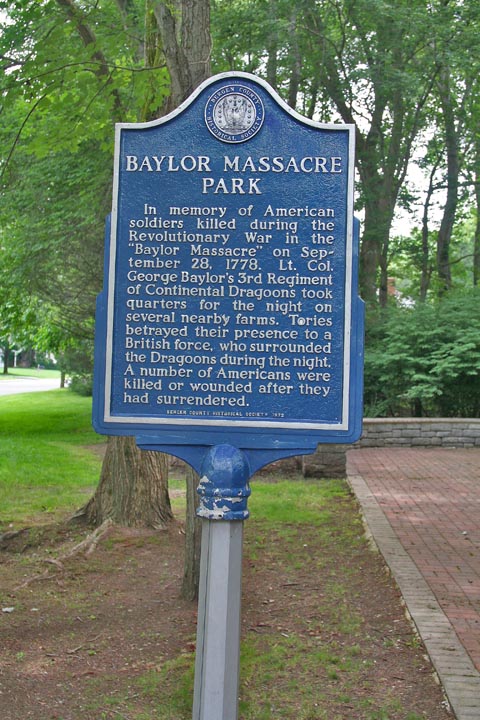 BERGEN COUNTY
HISTORICAL SOCIETY
BAYLOR MASSACRE
PARK
In memory of American
soldiers killed during the
Revolutionary War in the
"Baylor Massacre" on Sep-
tember 28, 1778. Lt. Col.
George Baylor's 3rd Regiment
of Continental Dragoons took
quarters for the night on
several nearby farms. Tories
betrayed their presence to a
British force, who surrounded
the Dragoons during the night.
A number of Americans were
killed or wounded after they
had surrendered.
BERGEN COUNTY HISTORICAL SOCIETY